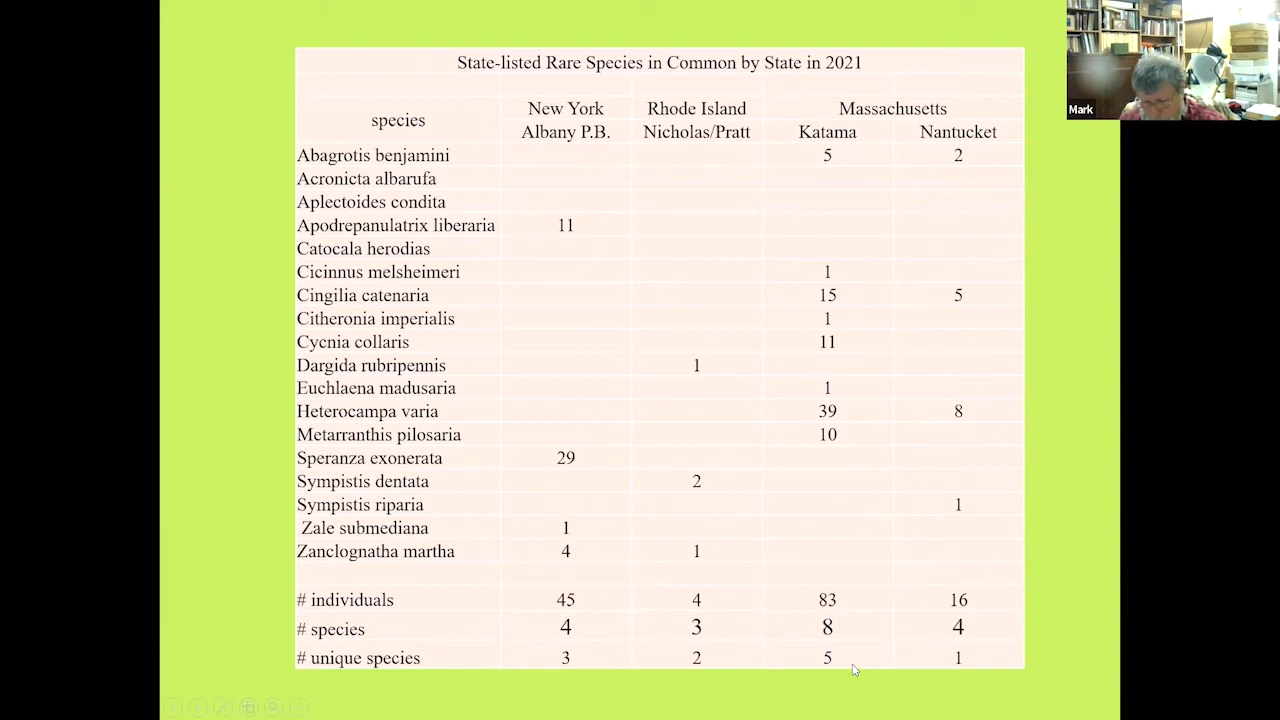 State-listed Rare Species in Common by State in 2021
species New York Rhode Island Massachusetts
Albany P.B. Nicholas/Pratt Katama Nantucket
Abagrotis benjamini 5 2
Acronicta albarufa
Aplectoides condita
Apodrepanulatrix liberaria 11
Catocala herodias
Cicinnus melsheimeri 1
Cingilia catenaria 15 5
Citheronia imperialis 1
Cycnia collaris 11
Dargida rubripennis 1
Euchlaena madusaria 1
Heterocampa varia 39 8
Metarranthis pilosaria 10
Speranza exonerata 29
Sympistis dentata 2
Sympistis riparia 1
Zale submediana 1
Zanclognatha martha 4 1
# individuals 45 4 83 16
# species 4 3 8 4
# unique species 3 2 5 1
Mark